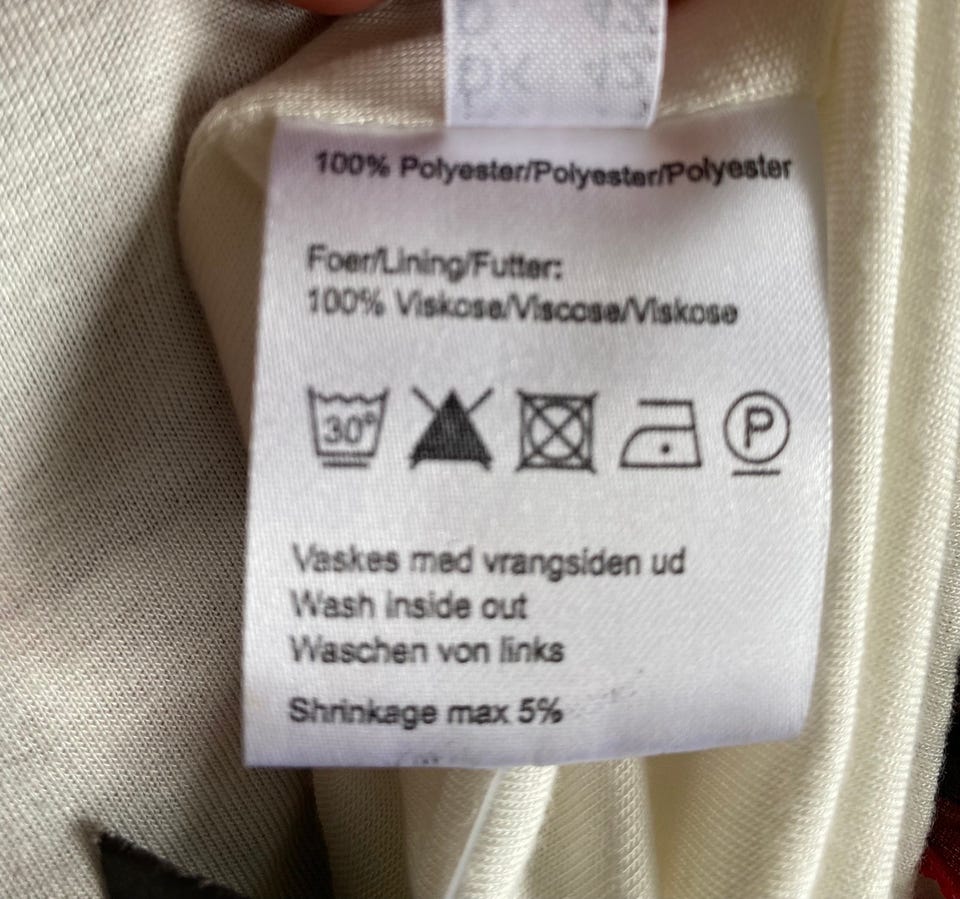 100% Polyester/Polyester/Polyester
Foer/Lining/Futter:
100% Viskose/Viscose/Viskose
30° P
Vaskes med vrangsiden ud
Wash inside out
Waschen von links
Shrinkage max 5%